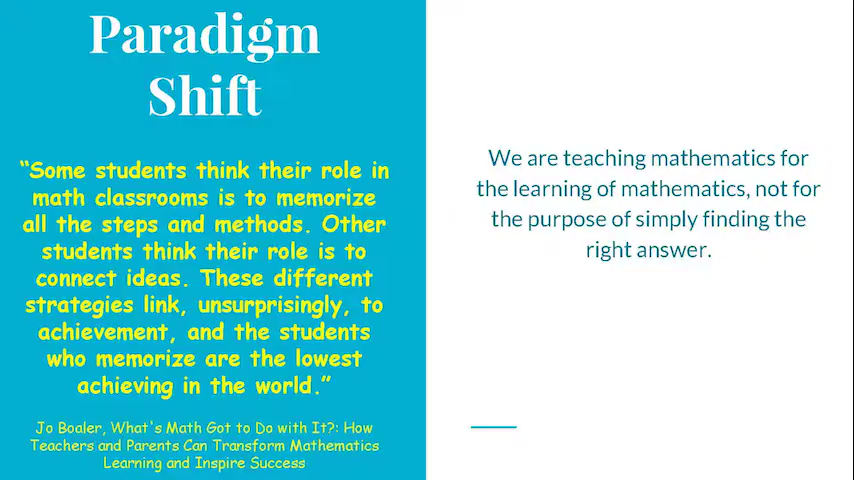 Paradigm
Shift
“Some students think their role in
math classrooms is to memorize
all the steps and methods. Other
students think their role is to
connect ideas. These different
strategies link, unsurprisingly, to
achievement, and the students
who memorize are the lowest
achieving in the world.”
Jo Boaler, What's Math Got to Do with It?: How
Teachers and Parents Can Transform Mathematics
Learning and Inspire Success
We are teaching mathematics for
the learning of mathematics, not for
the purpose of simply finding the
right answer.